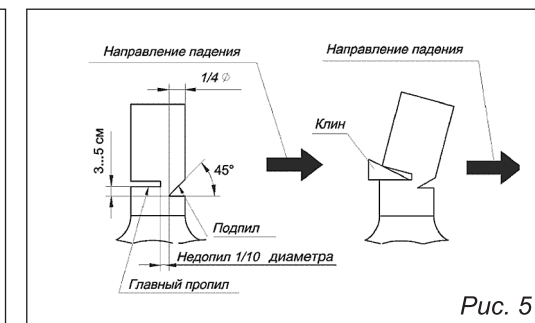 Направление падения
1/4 ⌀
3...5 см
45°
Подпил
Недопил 1/10 диаметра
Главный пропил
Направление падения
Клин
Рис. 5